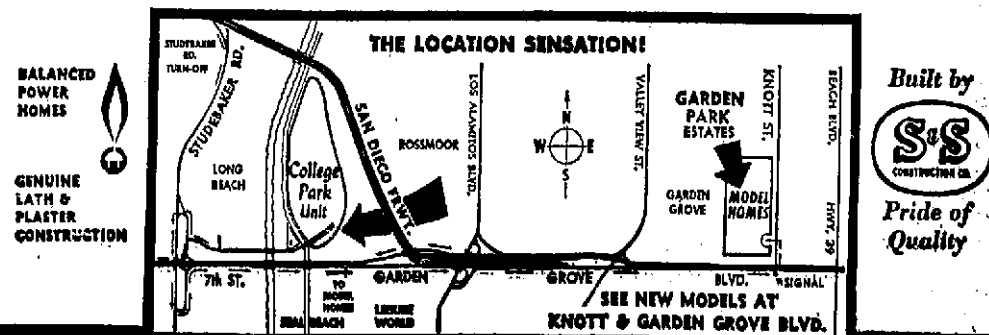 BALANCED
POWER
HOMES
GENUINE
LATH &
PLASTER
CONSTRUCTION
THE LOCATION SENSATION!
STUDEBAKER
RD.
TURN-OFF
STUDEBAKER RD.
LONG
BEACH
College
Park
Unit
SAN DIEGO FRWY.
ROSSMOOR
LOS ALAMITOS BLVD.
N
W E
S
VALLEY VIEW ST.
GARDEN
PARK
ESTATES
GARDEN
GROVE
MODEL
HOMES
KNOTT ST.
BEACH BLVD.
HWY. 39
7th ST.
GARDEN GROVE BLVD.
SIGNAL
TO
MODEL
HOMES
SEAL BEACH
LEISURE
WORLD
SEE NEW MODELS AT
KNOTT & GARDEN GROVE BLVD.
Built by
S&S
CONSTRUCTION CO.
Pride of
Quality